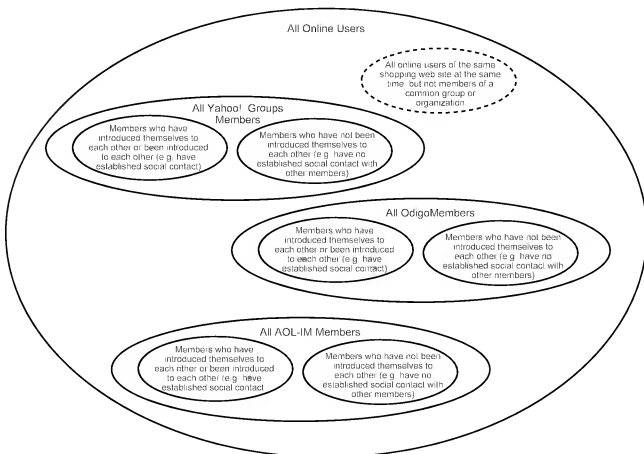 All Online Users
All online users of the same
shopping web site at the same
time but not members of a
common group or
organization
All Yahoo! Groups
Members
Members who have
introduced themselves to
each other or been introduced
to each other (e.g. have
established social contact)
Members who have not been
introduced themselves to
each other (e.g. have no
established social contact with
other members)
All OdigoMembers
Members who have
introduced themselves to
each other or been introduced
to each other (e.g. have
established social contact)
Members who have not been
introduced themselves to
each other (e.g. have no
established social contact with
other members)
All AOL-IM Members
Members who have
introduced themselves to
each other or been introduced
to each other (e.g. have
established social contact
Members who have not been
introduced themselves to
each other (e.g. have no
established social contact with
other members)